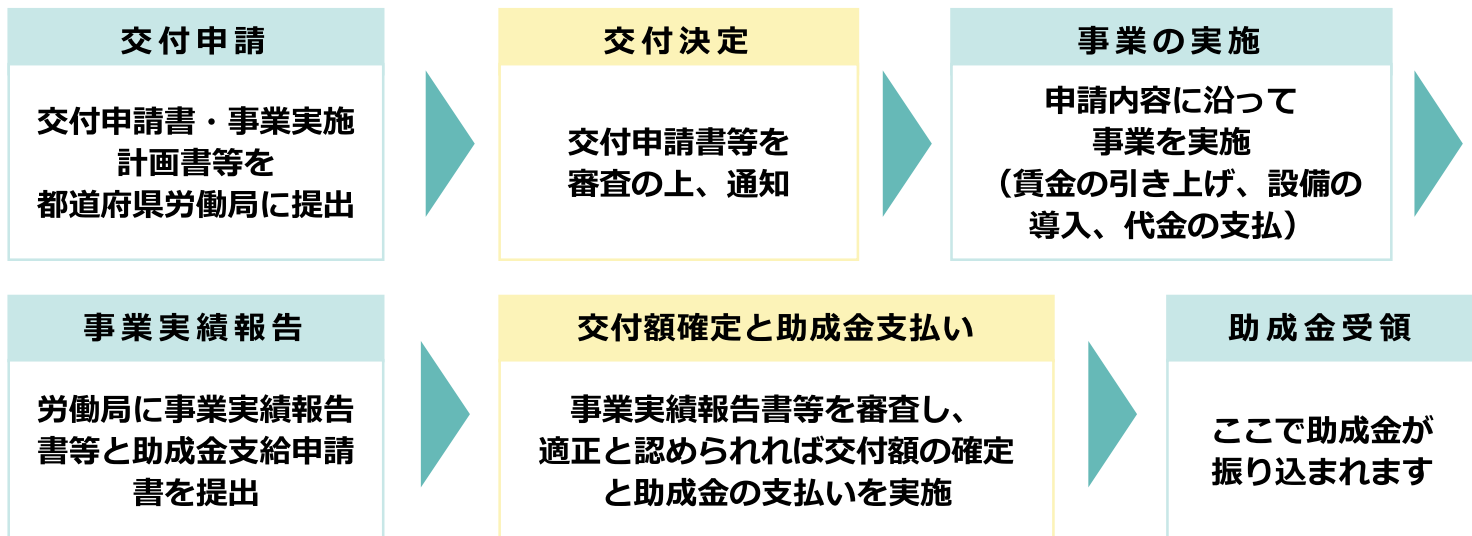 交付申請
交付申請書・事業実施
計画書等を
都道府県労働局に提出
交付決定
交付申請書等を
審査の上、通知
事業の実施
申請内容に沿って
事業を実施
（賃金の引き上げ、設備の
導入、代金の支払）
事業実績報告
労働局に事業実績報告
書等と助成金支給申請
書を提出
交付額確定と助成金支払い
事業実績報告書等を審査し、
適正と認められれば交付額の確定
と助成金の支払いを実施
助成金受領
ここで助成金が
振り込まれます